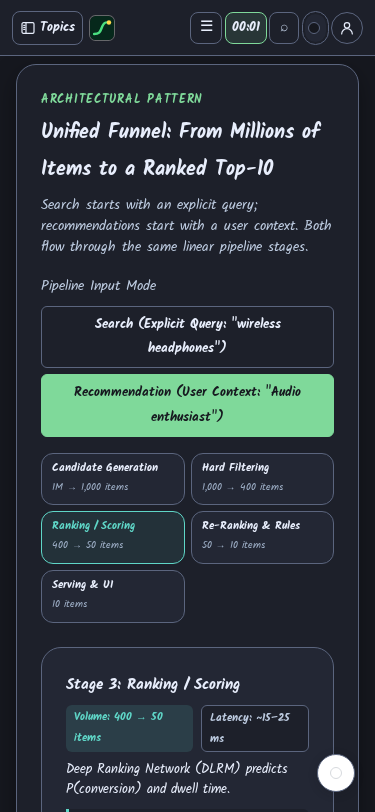 Topics
00:01
ARCHITECTURAL PATTERN
Unified Funnel: From Millions of
Items to a Ranked Top-10
Search starts with an explicit query;
recommendations start with a user context. Both
flow through the same linear pipeline stages.
Pipeline Input Mode
Search (Explicit Query: "wireless
headphones")
Recommendation (User Context: "Audio
enthusiast")
Candidate Generation
1M → 1,000 items
Hard Filtering
1,000 → 400 items
Ranking / Scoring
400 → 50 items
Re-Ranking & Rules
50 → 10 items
Serving & UI
10 items
Stage 3: Ranking / Scoring
Volume: 400 → 50
items
Latency: ~15-25
ms
Deep Ranking Network (DLRM) predicts
P(conversion) and dwell time.